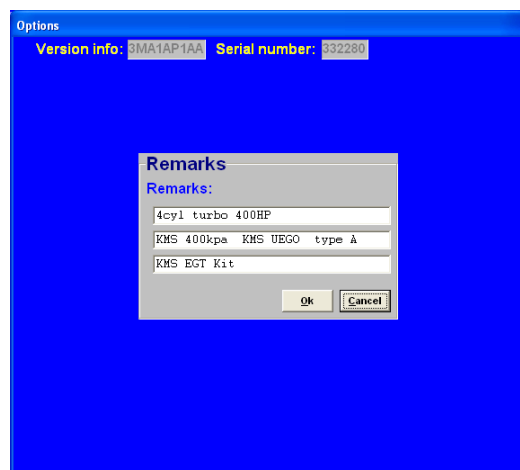 Options
Version info: 3MA1AP1AA Serial number: 332280
Remarks
Remarks:
4cyl turbo 400HP
KMS 400kpa KMS UEGO type A
KMS EGT Kit
Ok Cancel